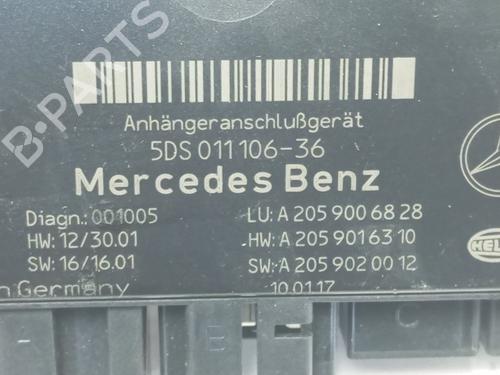 Anhängeranschlußgerät
5DS 011 106-36
Mercedes Benz
Diagn.: 001005
LU: A 205 900 68 28
HW: 12/30.01
HW: A 205 901 63 10
SW: 16/16.01
SW: A 205 902 00 12
n Germany
10.01.17
B-PARTS
B
C